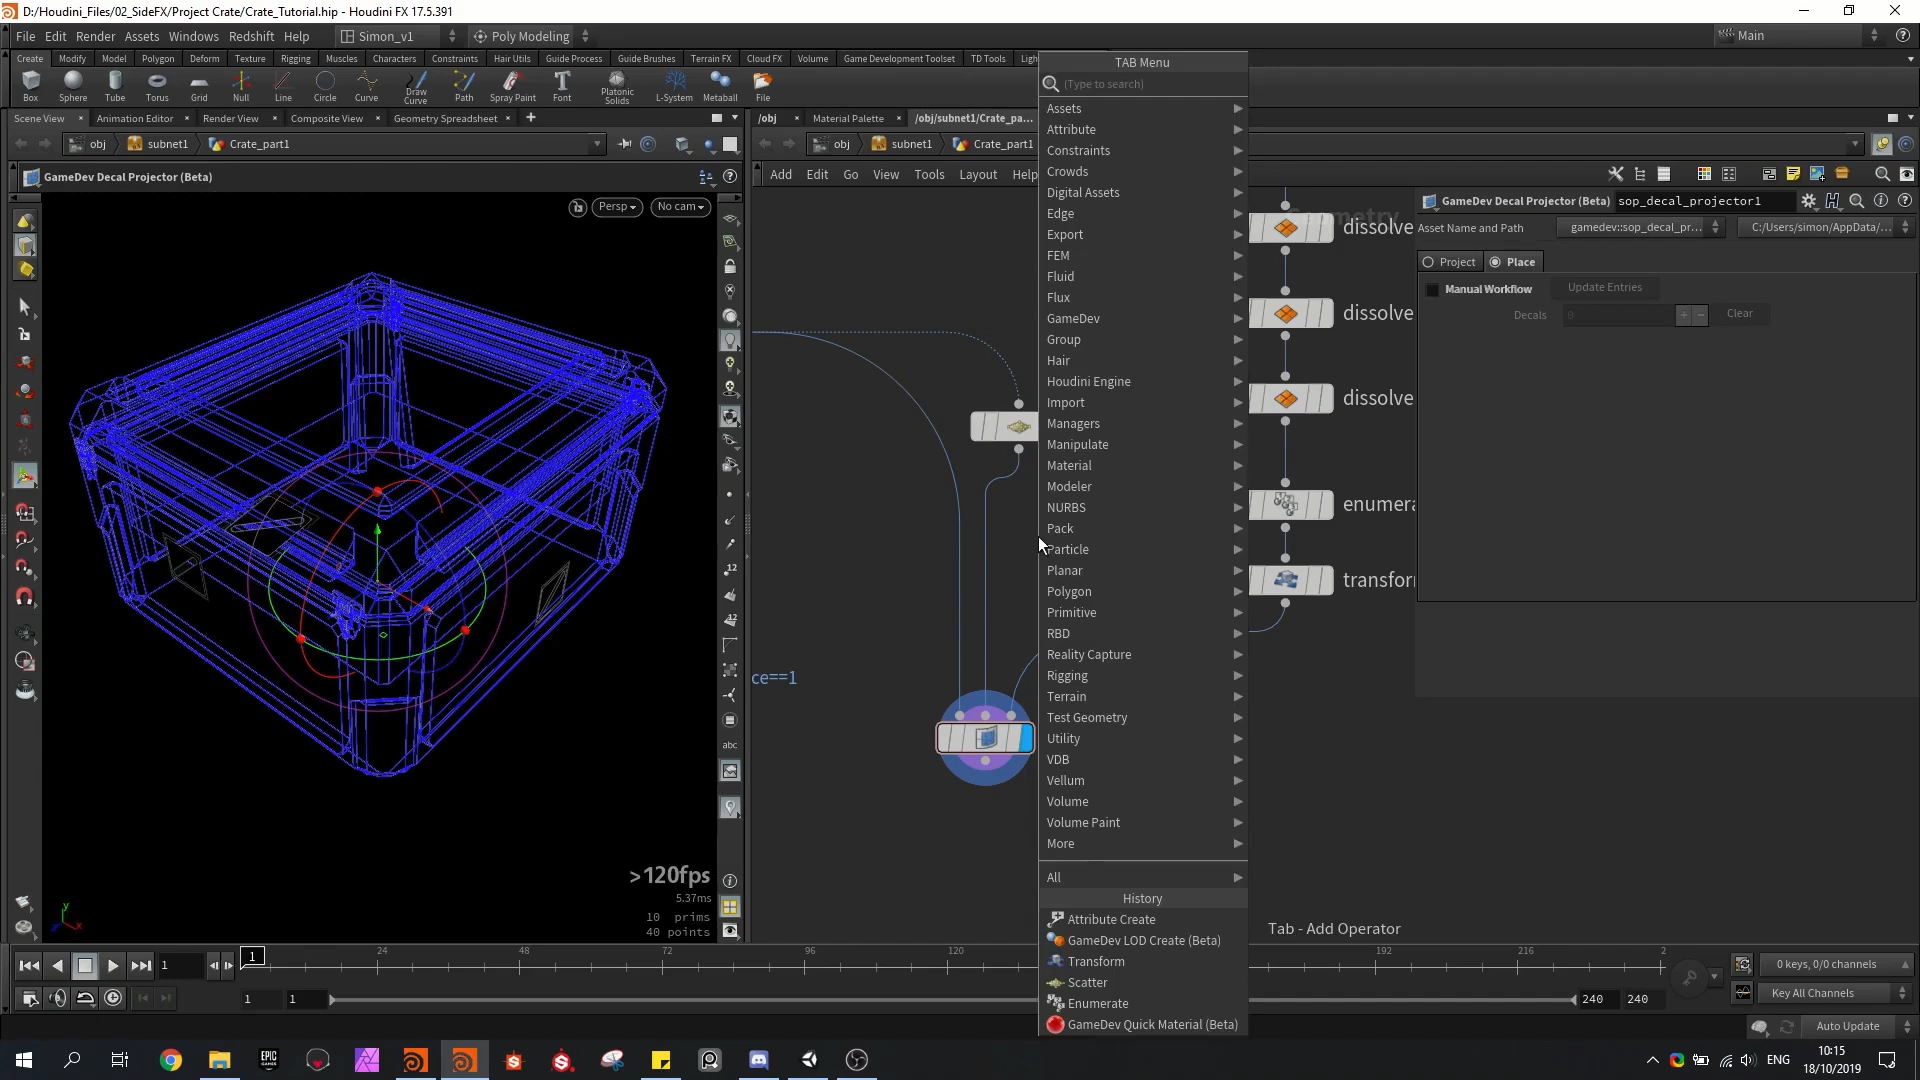 D:/Houdini_Files/02_SideFX/Project Crate/Crate_Tutorial.hip - Houdini FX 17.5.391
File Edit Render Assets Windows Redshift Help Simon_v1 Poly Modeling Main
Create Modify Model Polygon Deform Texture Rigging Muscles Characters Constraints Hair Utils Guide Process Guide Brushes Terrain FX Cloud FX Volume Game Development Toolset TD Tools
Box Sphere Tube Torus Grid Null Line Circle Curve Draw Curve Path Spray Paint Font Platonic Solids L-System Metaball File
Scene View Animation Editor Render View Composite View Geometry Spreadsheet
/obj Material Palette /obj/subnet1/Crate_pa...
obj subnet1 Crate_part1
obj subnet1 Crate_part1
GameDev Decal Projector (Beta)
Add Edit Go View Tools Layout Help
Persp No cam
TAB Menu
(Type to search)
Assets
Attribute
Constraints
Crowds
Digital Assets
Edge
Export
FEM
Fluid
Flux
GameDev
Group
Hair
Houdini Engine
Import
Managers
Manipulate
Material
Modeler
NURBS
Pack
Particle
Planar
Polygon
Primitive
RBD
Reality Capture
Rigging
Terrain
Test Geometry
Utility
VDB
Vellum
Volume
Volume Paint
More
All
History
Attribute Create
GameDev LOD Create (Beta)
Transform
Scatter
Enumerate
GameDev Quick Material (Beta)
Geometry
dissolve
dissolve
dissolve
enumera
transfor
ce==1
GameDev Decal Projector (Beta) sop_decal_projector1
Asset Name and Path gamedev::sop_decal_pr... C:/Users/simon/AppData/...
Project Place
Manual Workflow Update Entries
Decals 0 + - Clear
12
12
abc
>120fps
5.37ms
10 prims
40 points
y
x
Tab - Add Operator
1 1 24 48 72 96 120 192 216 2
0 keys, 0/0 channels
1 1 240 240 Key All Channels
Auto Update
EPIC GAMES
ENG 10:15
18/10/2019